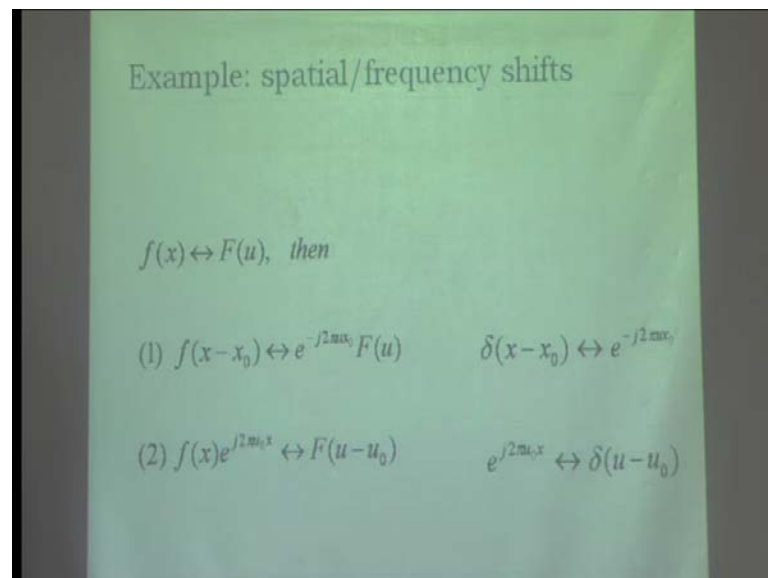 Example: spatial/frequency shifts
f(x)↔F(u), then
(1) f(x−x₀)↔e^{−j2πux₀}F(u) δ(x−x₀)↔e^{−j2πux₀}
(2) f(x)e^{j2πu₀x}↔F(u−u₀) e^{j2πu₀x}↔δ(u−u₀)